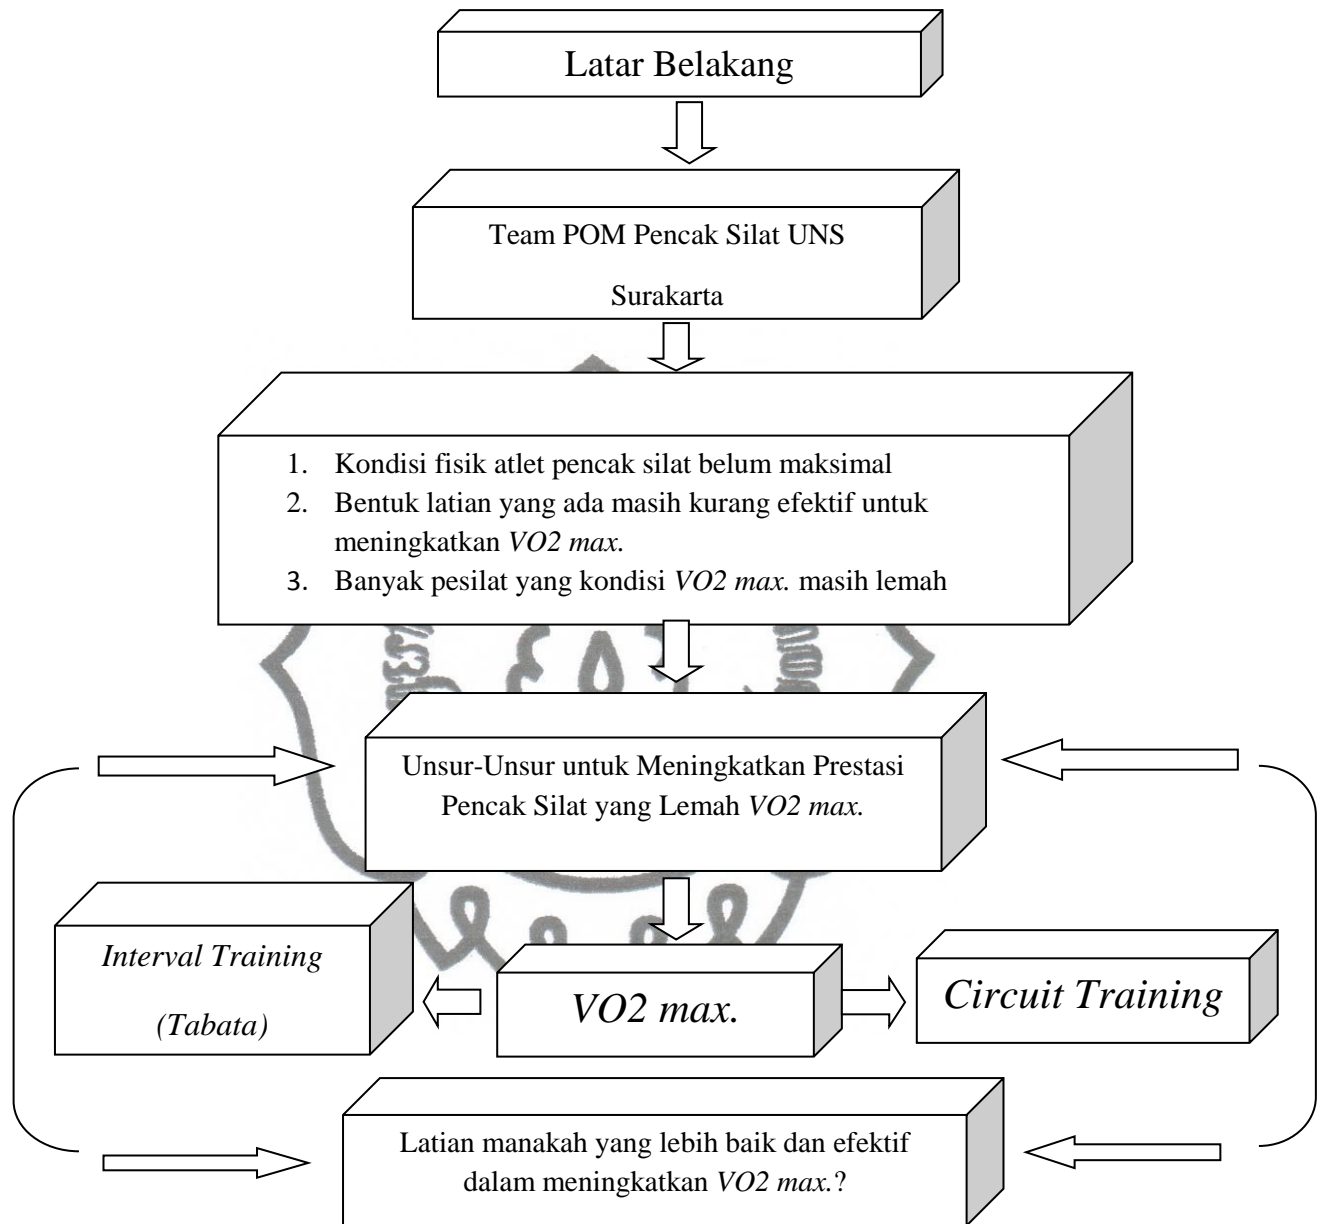 Latar Belakang
Team POM Pencak Silat UNS
Surakarta
1. Kondisi fisik atlet pencak silat belum maksimal
2. Bentuk latian yang ada masih kurang efektif untuk
meningkatkan VO2 max.
3. Banyak pesilat yang kondisi VO2 max. masih lemah
Unsur-Unsur untuk Meningkatkan Prestasi
Pencak Silat yang Lemah VO2 max.
Interval Training
(Tabata)
VO2 max.
Circuit Training
Latian manakah yang lebih baik dan efektif
dalam meningkatkan VO2 max.?